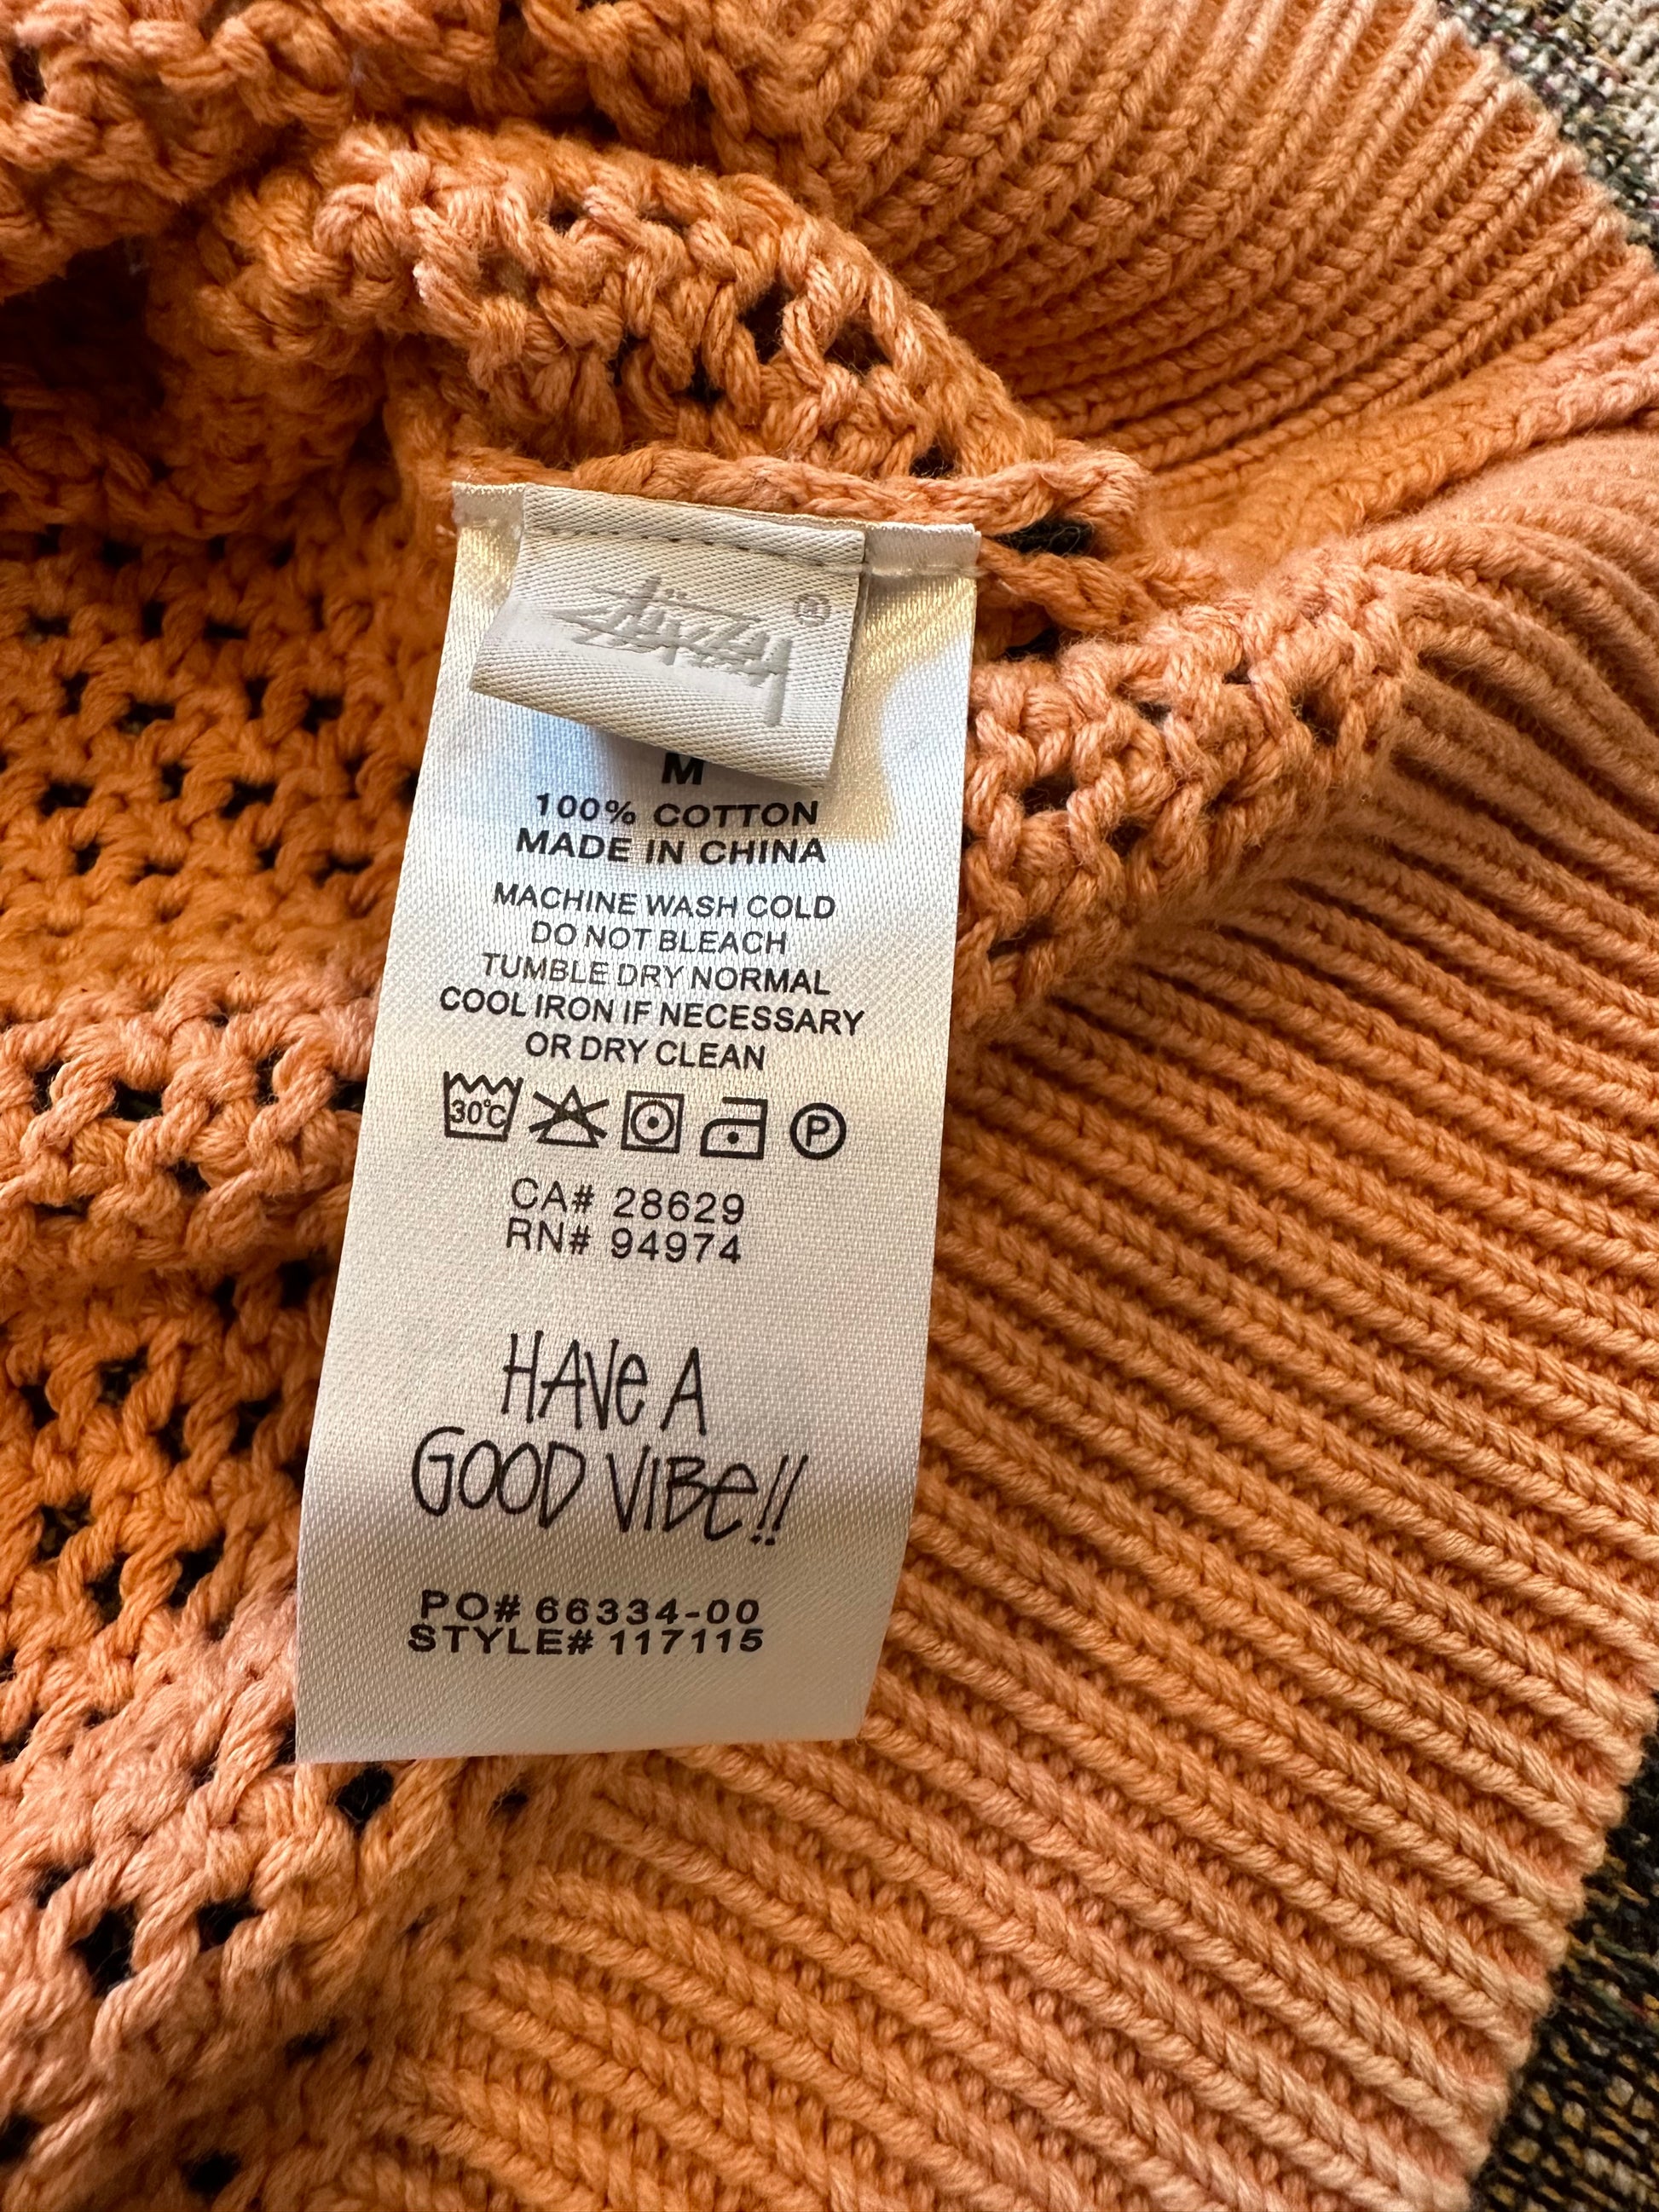 Stüssy ®
M
100% COTTON
MADE IN CHINA
MACHINE WASH COLD
DO NOT BLEACH
TUMBLE DRY NORMAL
COOL IRON IF NECESSARY
OR DRY CLEAN
30°C P
CA# 28629
RN# 94974
HAVe A
GOOD VIBe!!
PO# 66334-00
STYLE# 117115